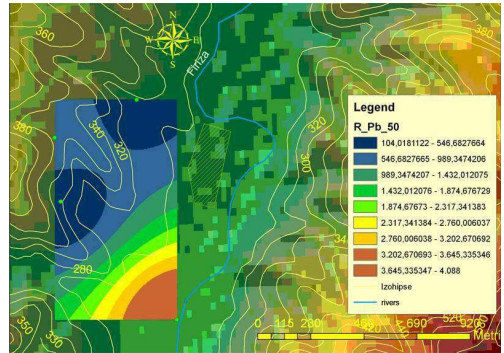 360
N
W E
S
Firiza
380
340
320
320
300
Legend
R_Pb_50
104,0181122 - 546,6827664
546,6827665 - 989,3474206
989,3474207 - 1.432,012075
1.432,012076 - 1.874,676729
1.874,67673 - 2.317,341383
2.317,341384 - 2.760,006037
2.760,006038 - 3.202,670692
3.202,670693 - 3.645,335346
3.645,335347 - 4.088
Izohipse
rivers
380
280
350
330
0 115 230 460 690 920
520